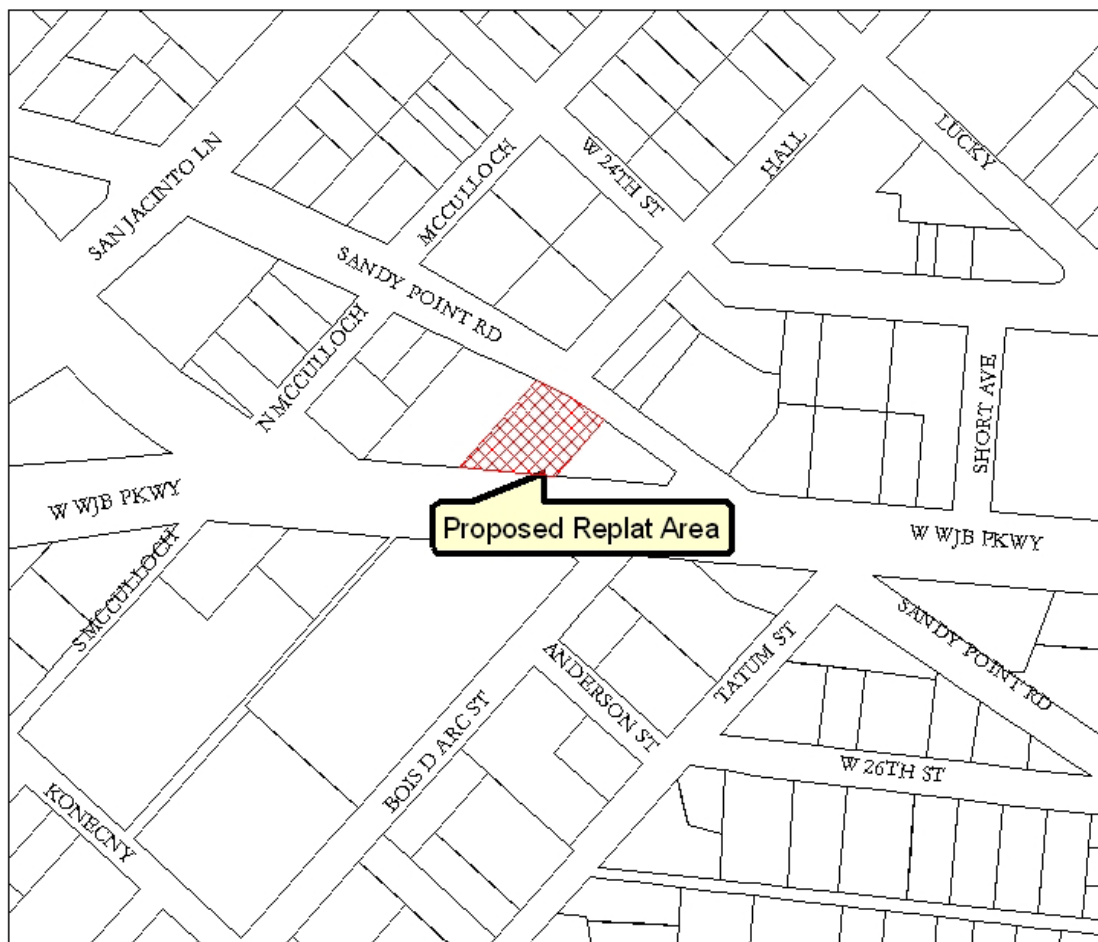 LUCKY
HALL
W 24TH ST
MCCULLOCH
SAN JACINTO LN
SANDY POINT RD
N MCCULLOCH
SHORT AVE
W WJB PKWY
Proposed Replat Area
W WJB PKWY
S MCCULLOCH
SANDY POINT RD
ANDERSON ST
TATUM ST
BOIS D ARC ST
W 26TH ST
KONECNY